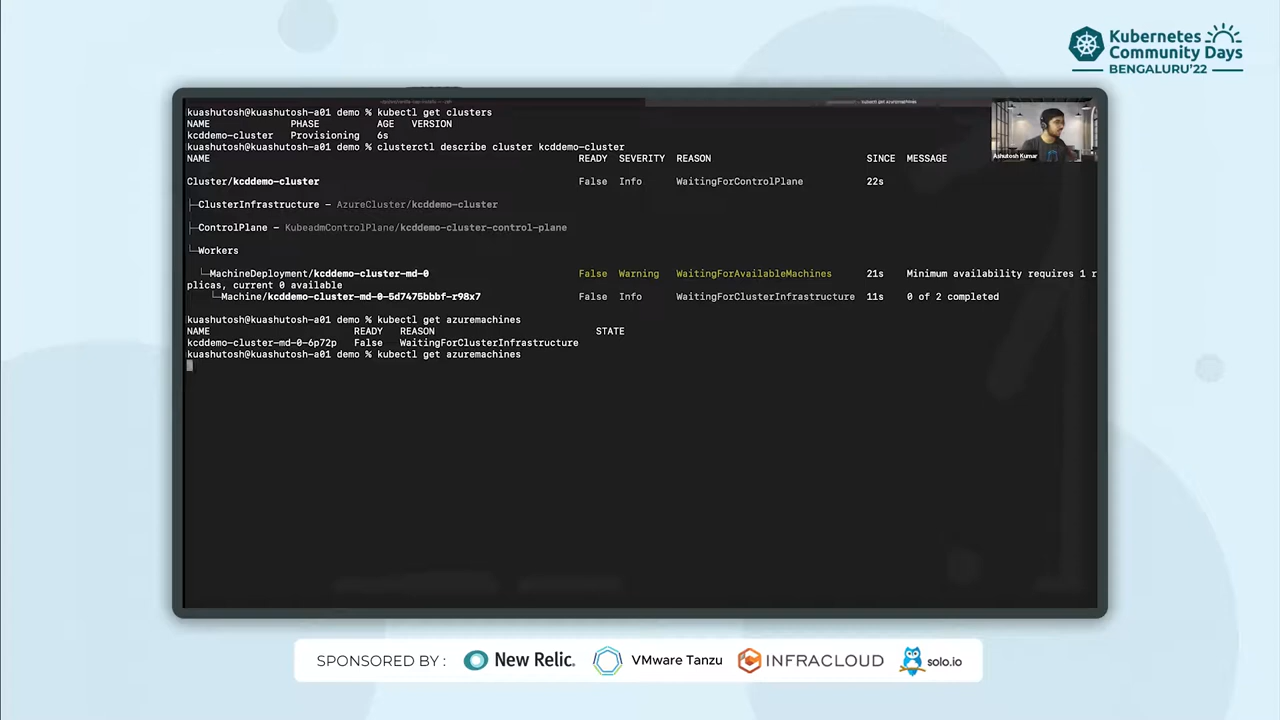 Kubernetes
Community Days
BENGALURU'22
kubectl get azuremachines
kuashutosh@kuashutosh-a01 demo % kubectl get clusters
NAME PHASE AGE VERSION
kcddemo-cluster Provisioning 6s
kuashutosh@kuashutosh-a01 demo % clusterctl describe cluster kcddemo-cluster
NAME READY SEVERITY REASON SINCE MESSAGE
Cluster/kcddemo-cluster False Info WaitingForControlPlane 22s
├─ClusterInfrastructure - AzureCluster/kcddemo-cluster
├─ControlPlane - KubeadmControlPlane/kcddemo-cluster-control-plane
└─Workers
└─MachineDeployment/kcddemo-cluster-md-0 False Warning WaitingForAvailableMachines 21s Minimum availability requires 1 r
plicas, current 0 available
└─Machine/kcddemo-cluster-md-0-5d7475bbbf-r98x7 False Info WaitingForClusterInfrastructure 11s 0 of 2 completed
kuashutosh@kuashutosh-a01 demo % kubectl get azuremachines
NAME READY REASON STATE
kcddemo-cluster-md-0-6p72p False WaitingForClusterInfrastructure
kuashutosh@kuashutosh-a01 demo % kubectl get azuremachines
Ashutosh Kumar
SPONSORED BY : New Relic. VMware Tanzu INFRACLOUD solo.io